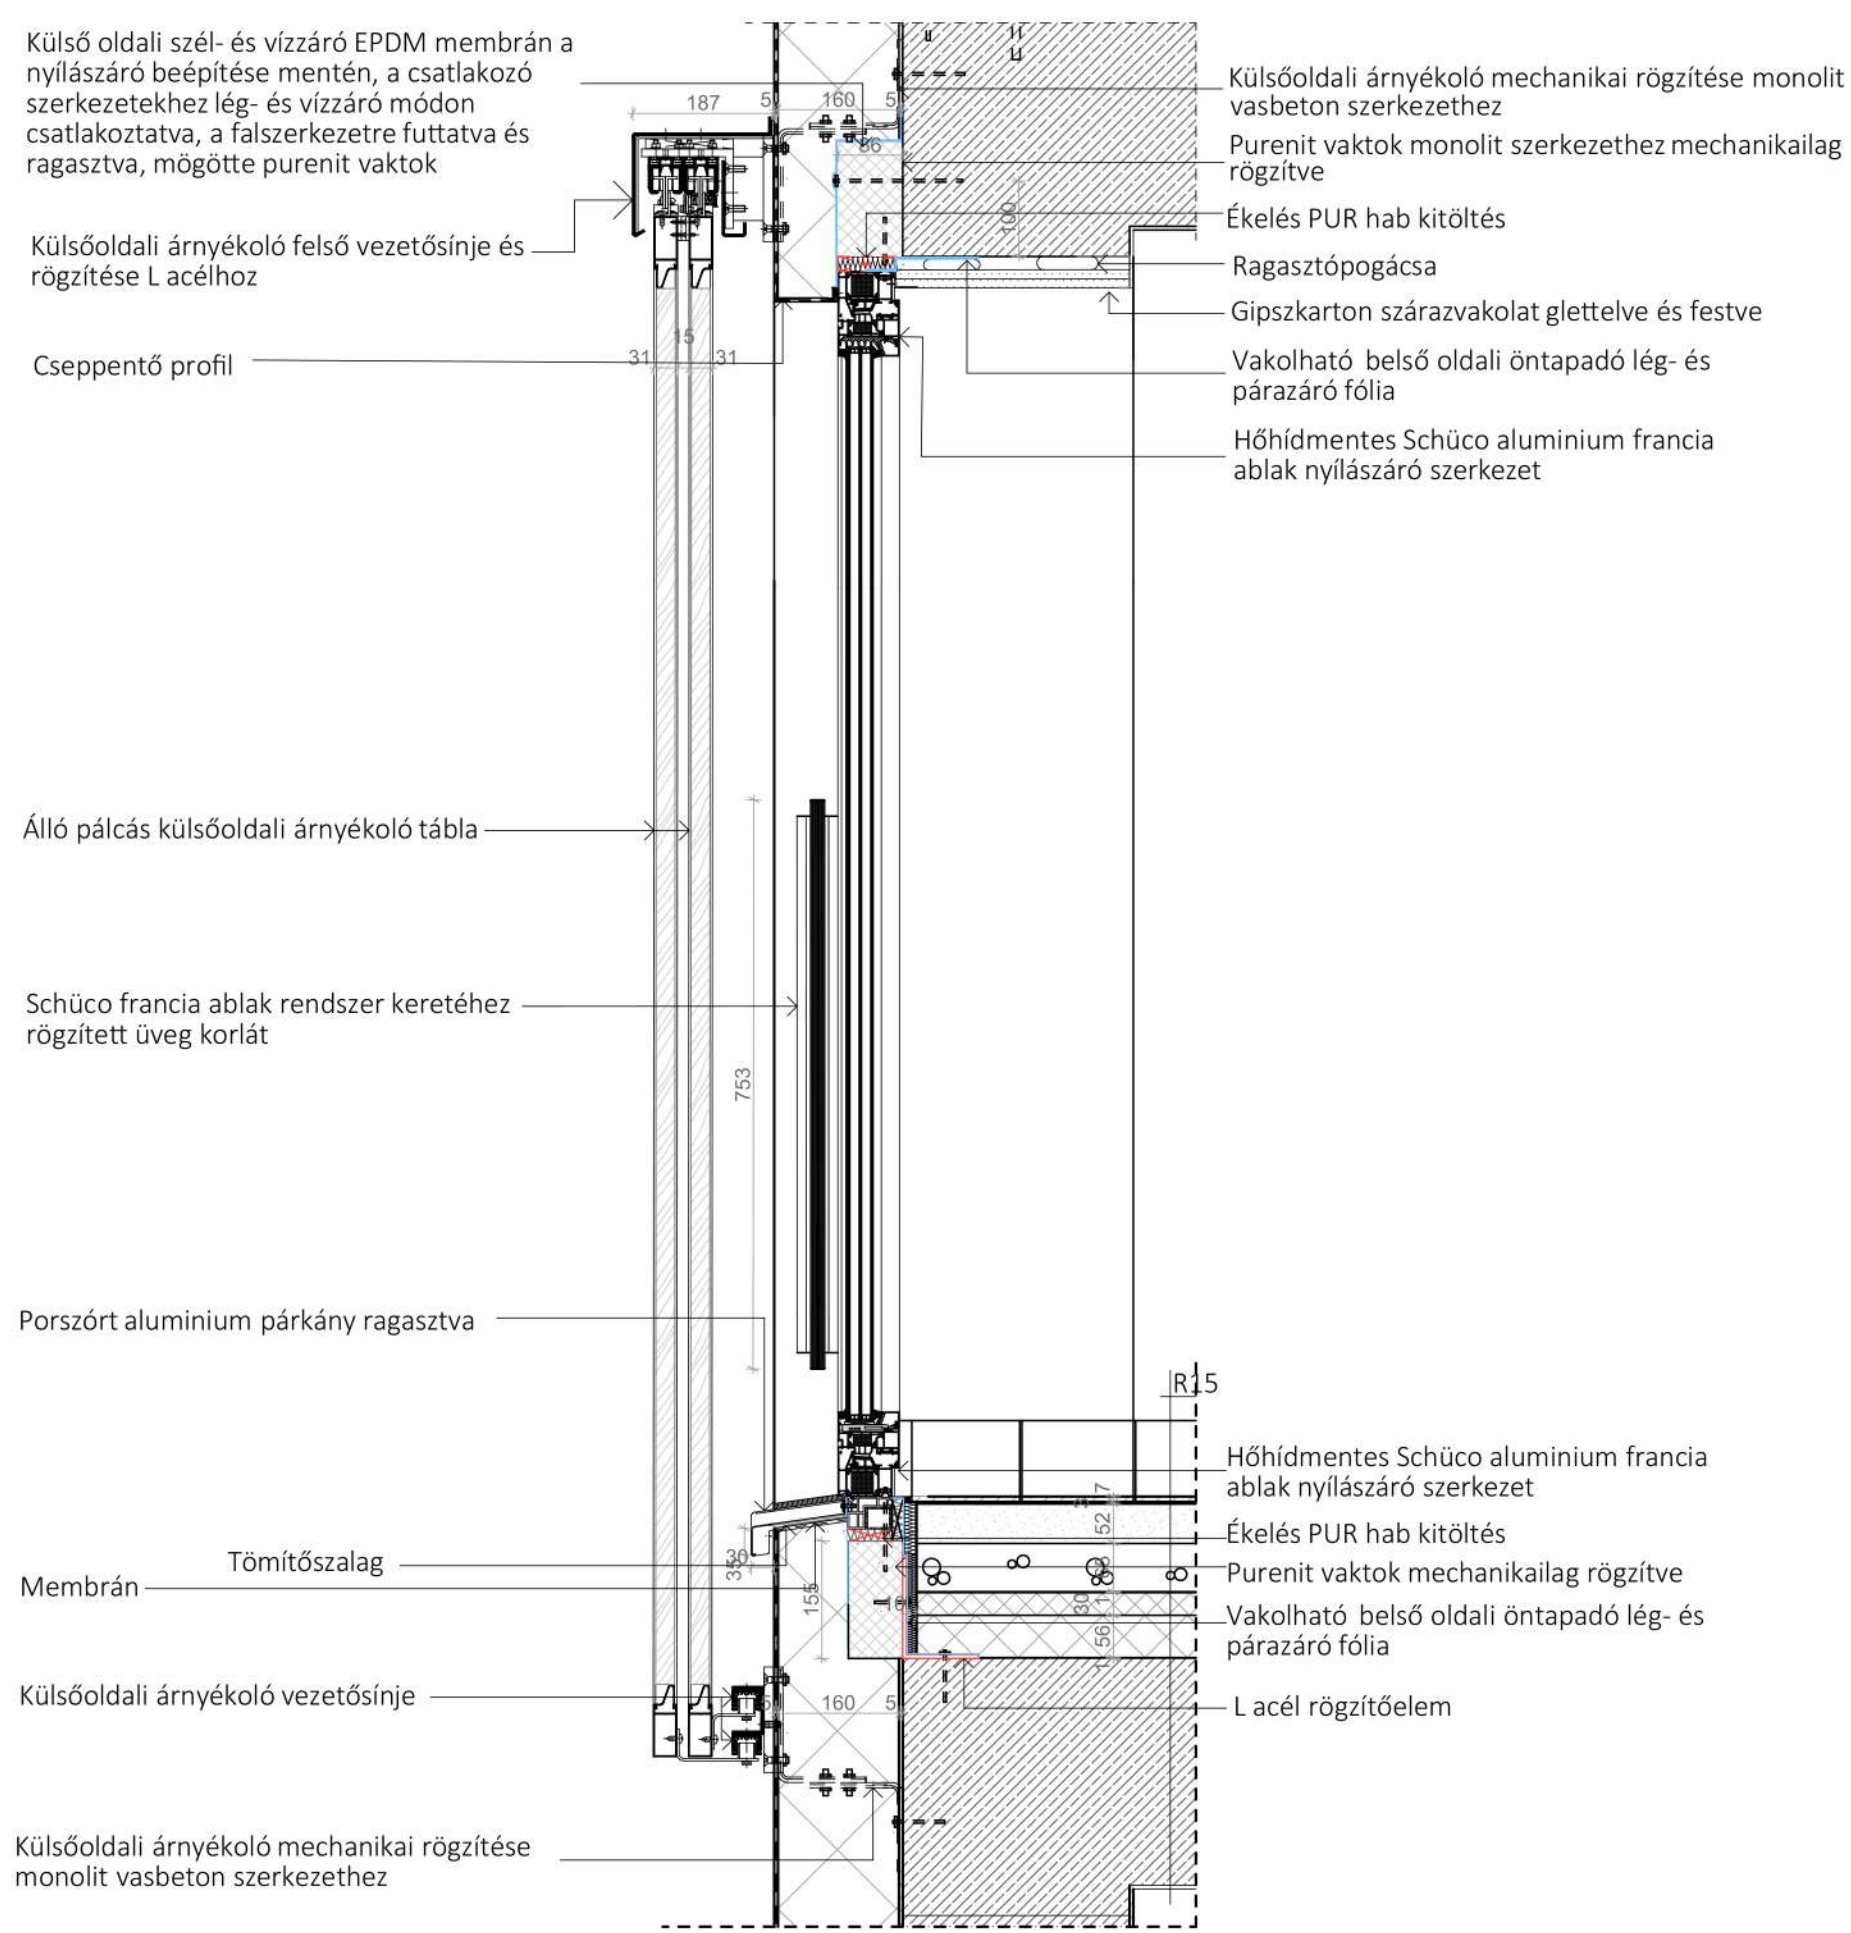 Külső oldali szél- és vízzáró EPDM membrán a
nyílászáró beépítése mentén, a csatlakozó
szerkezetekhez lég- és vízzáró módon
csatlakoztatva, a falszerkezetre futtatva és
ragasztva, mögötte purenit vaktok
Külsőoldali árnyékoló felső vezetősínje és
rögzítése L acélhoz
Cseppentő profil
Álló pálcás külsőoldali árnyékoló tábla
Schüco francia ablak rendszer keretéhez
rögzített üveg korlát
Porszórt aluminium párkány ragasztva
Tömítőszalag
Membrán
Külsőoldali árnyékoló vezetősínje
Külsőoldali árnyékoló mechanikai rögzítése
monolit vasbeton szerkezethez
187
5
160
5
86
100
15
31
31
753
35
30
155
5
160
5
R15
7
52
30
156
Külsőoldali árnyékoló mechanikai rögzítése monolit
vasbeton szerkezethez
Purenit vaktok monolit szerkezethez mechanikailag
rögzítve
Ékelés PUR hab kitöltés
Ragasztópogácsa
Gipszkarton szárazvakolat glettelve és festve
Vakolható belső oldali öntapadó lég- és
párazáró fólia
Hőhídmentes Schüco aluminium francia
ablak nyílászáró szerkezet
Hőhídmentes Schüco aluminium francia
ablak nyílászáró szerkezet
Ékelés PUR hab kitöltés
Purenit vaktok mechanikailag rögzítve
Vakolható belső oldali öntapadó lég- és
párazáró fólia
L acél rögzítőelem